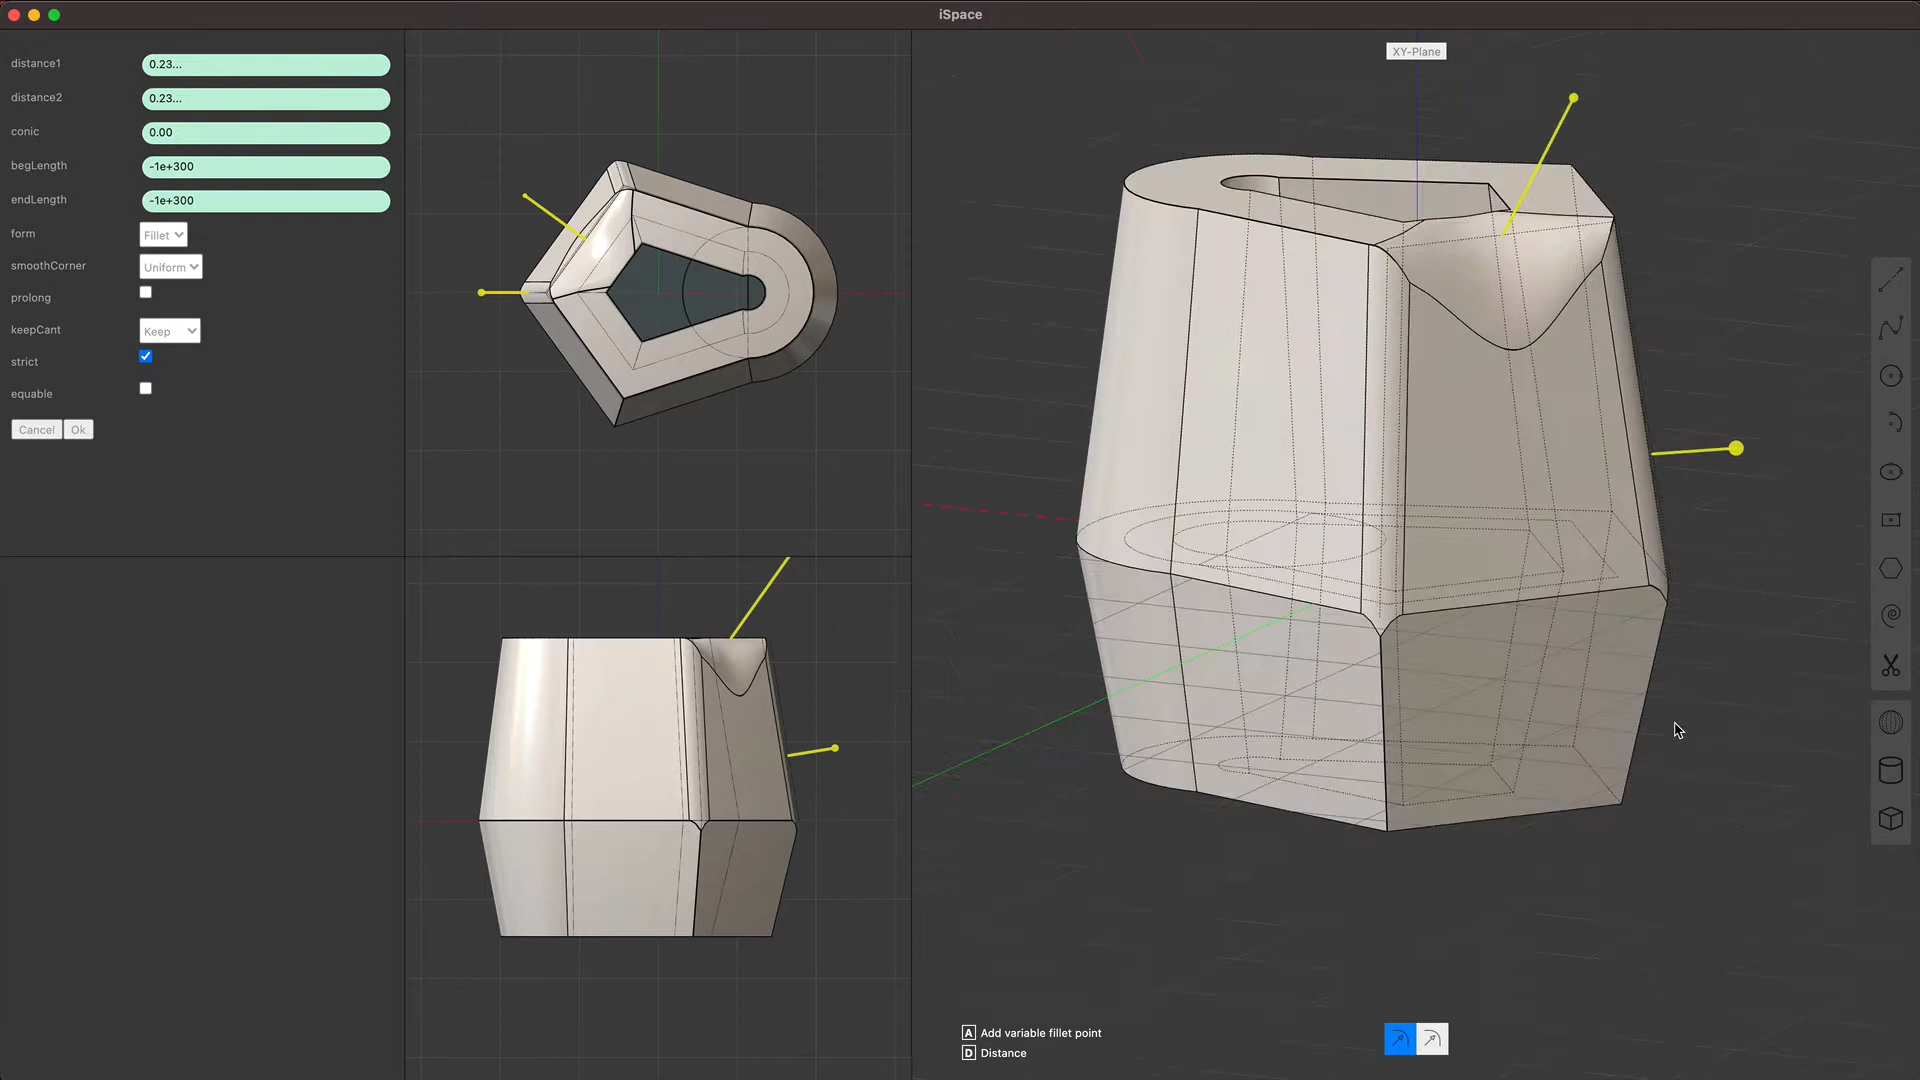 iSpace
distance1 0.23...
distance2 0.23...
conic 0.00
begLength -1e+300
endLength -1e+300
form Fillet
smoothCorner Uniform
prolong
keepCant Keep
strict
equable
Cancel Ok
XY-Plane
A Add variable fillet point
D Distance